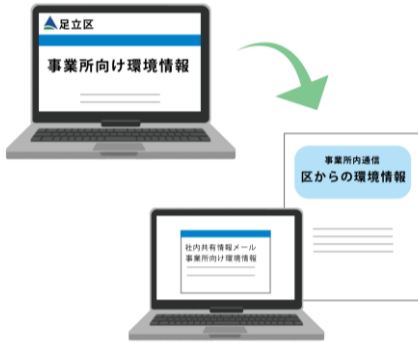 足立区
事業所向け環境情報
事業所内通信
区からの環境情報
社内共有情報メール
事業所向け環境情報